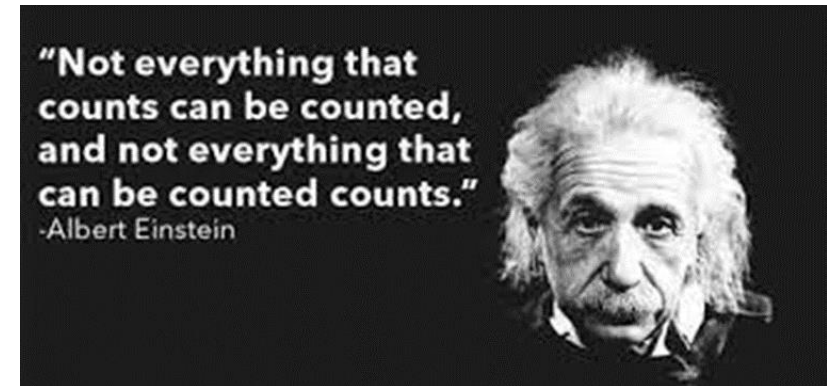 “Not everything that
counts can be counted,
and not everything that
can be counted counts.”
-Albert Einstein